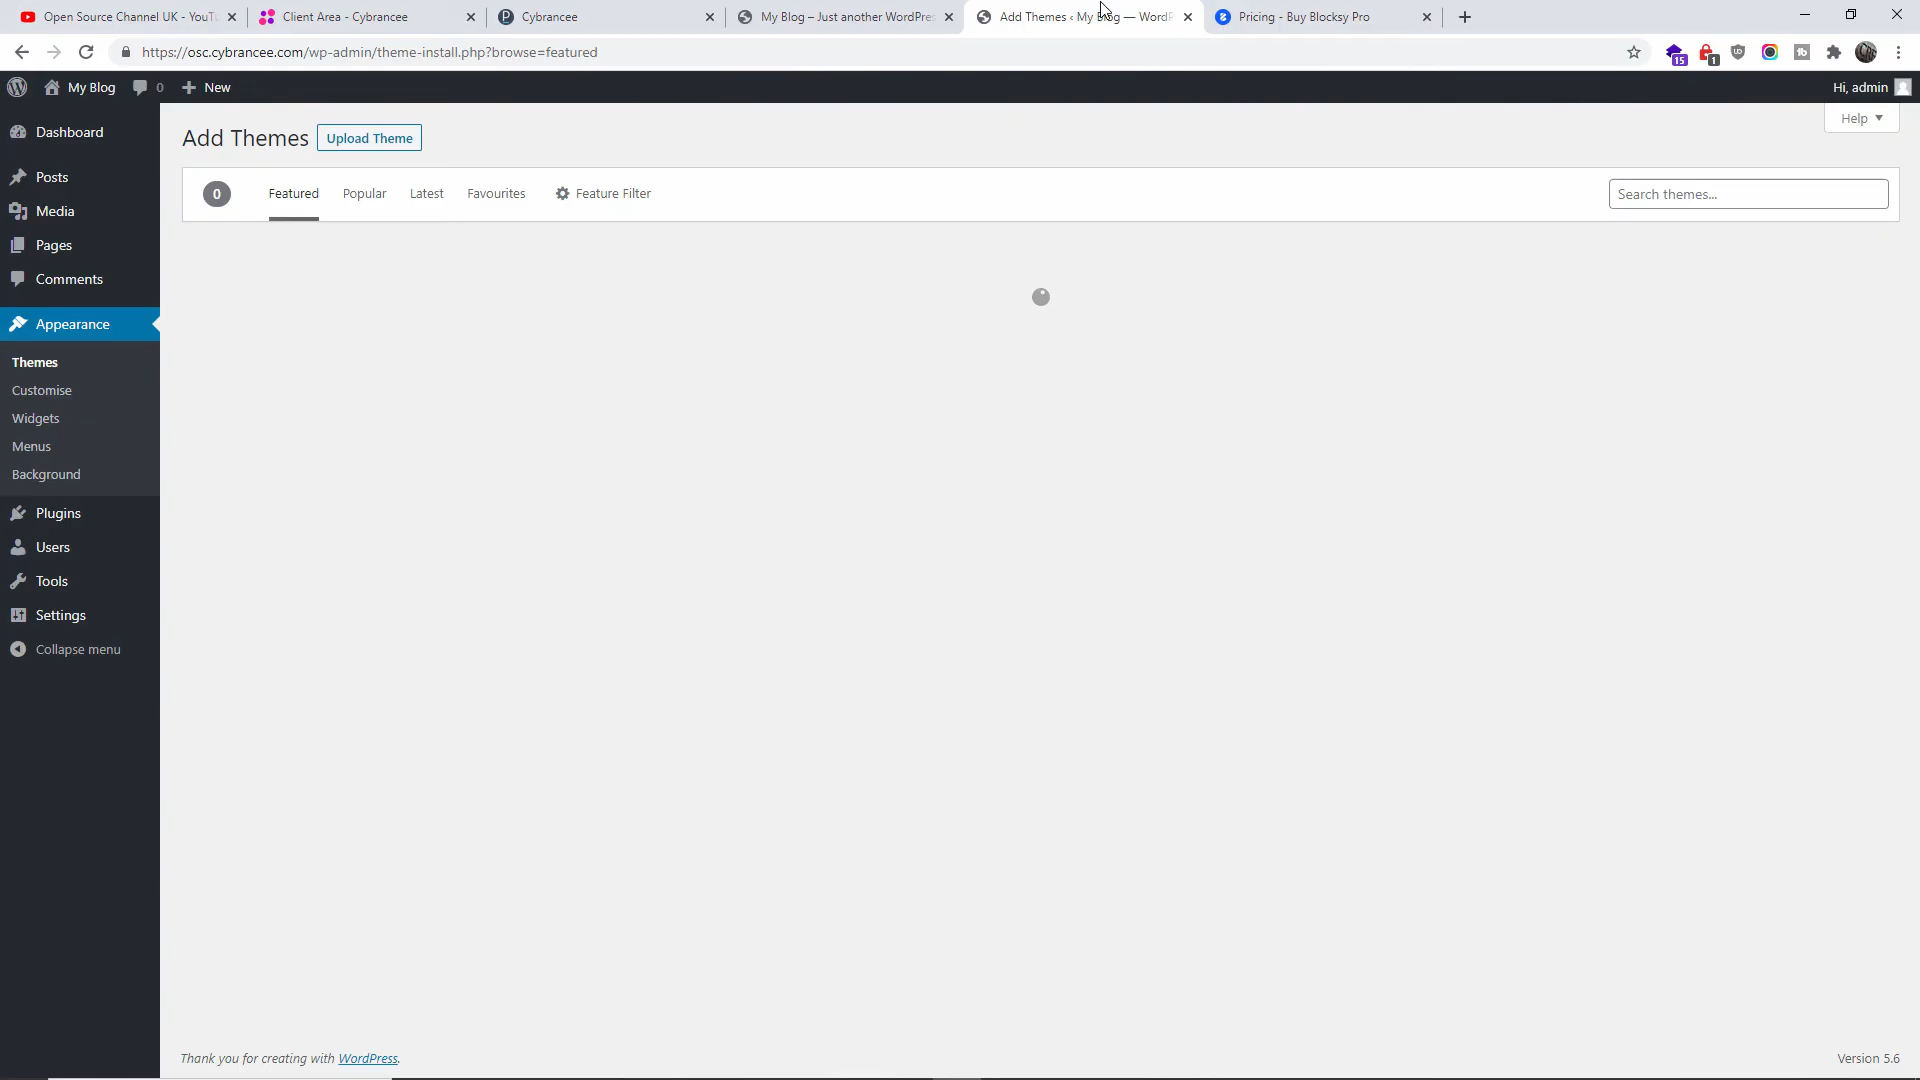 Open Source Channel UK - YouTu
Client Area - Cybrancee
Cybrancee
My Blog – Just another WordPres
Add Themes ‹ My Blog — WordP
Pricing - Buy Blocksy Pro
https://osc.cybrancee.com/wp-admin/theme-install.php?browse=featured
15
1
My Blog
0
New
Hi, admin
Dashboard
Posts
Media
Pages
Comments
Appearance
Themes
Customise
Widgets
Menus
Background
Plugins
Users
Tools
Settings
Collapse menu
Add Themes
Upload Theme
Help
0
Featured
Popular
Latest
Favourites
Feature Filter
Search themes...
Thank you for creating with WordPress.
Version 5.6